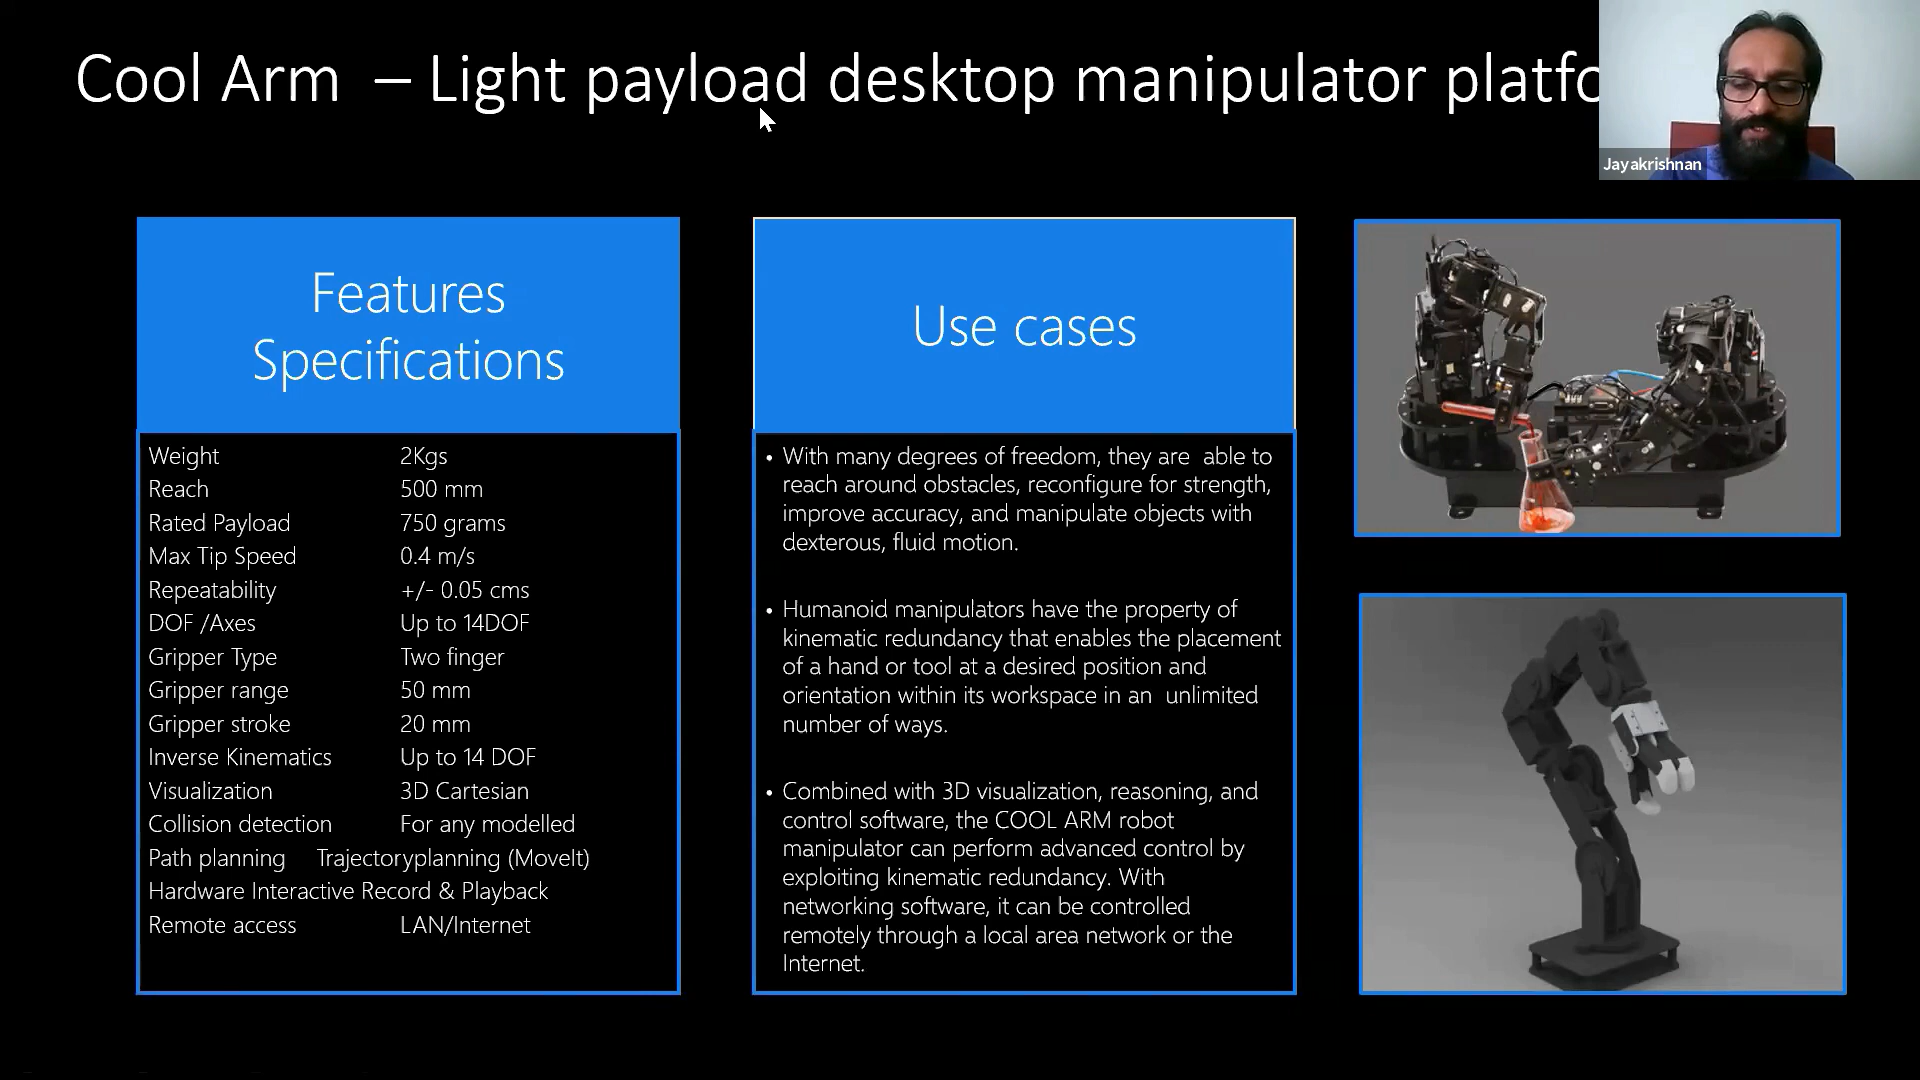 Cool Arm – Light payload desktop manipulator
Jayakrishnan
Features
Specifications
Weight 2Kgs
Reach 500 mm
Rated Payload 750 grams
Max Tip Speed 0.4 m/s
Repeatability +/- 0.05 cms
DOF /Axes Up to 14DOF
Gripper Type Two finger
Gripper range 50 mm
Gripper stroke 20 mm
Inverse Kinematics Up to 14 DOF
Visualization 3D Cartesian
Collision detection For any modelled
Path planning Trajectoryplanning (MoveIt)
Hardware Interactive Record & Playback
Remote access LAN/Internet
Use cases
• With many degrees of freedom, they are able to
reach around obstacles, reconfigure for strength,
improve accuracy, and manipulate objects with
dexterous, fluid motion.
• Humanoid manipulators have the property of
kinematic redundancy that enables the placement
of a hand or tool at a desired position and
orientation within its workspace in an unlimited
number of ways.
• Combined with 3D visualization, reasoning, and
control software, the COOL ARM robot
manipulator can perform advanced control by
exploiting kinematic redundancy. With
networking software, it can be controlled
remotely through a local area network or the
Internet.